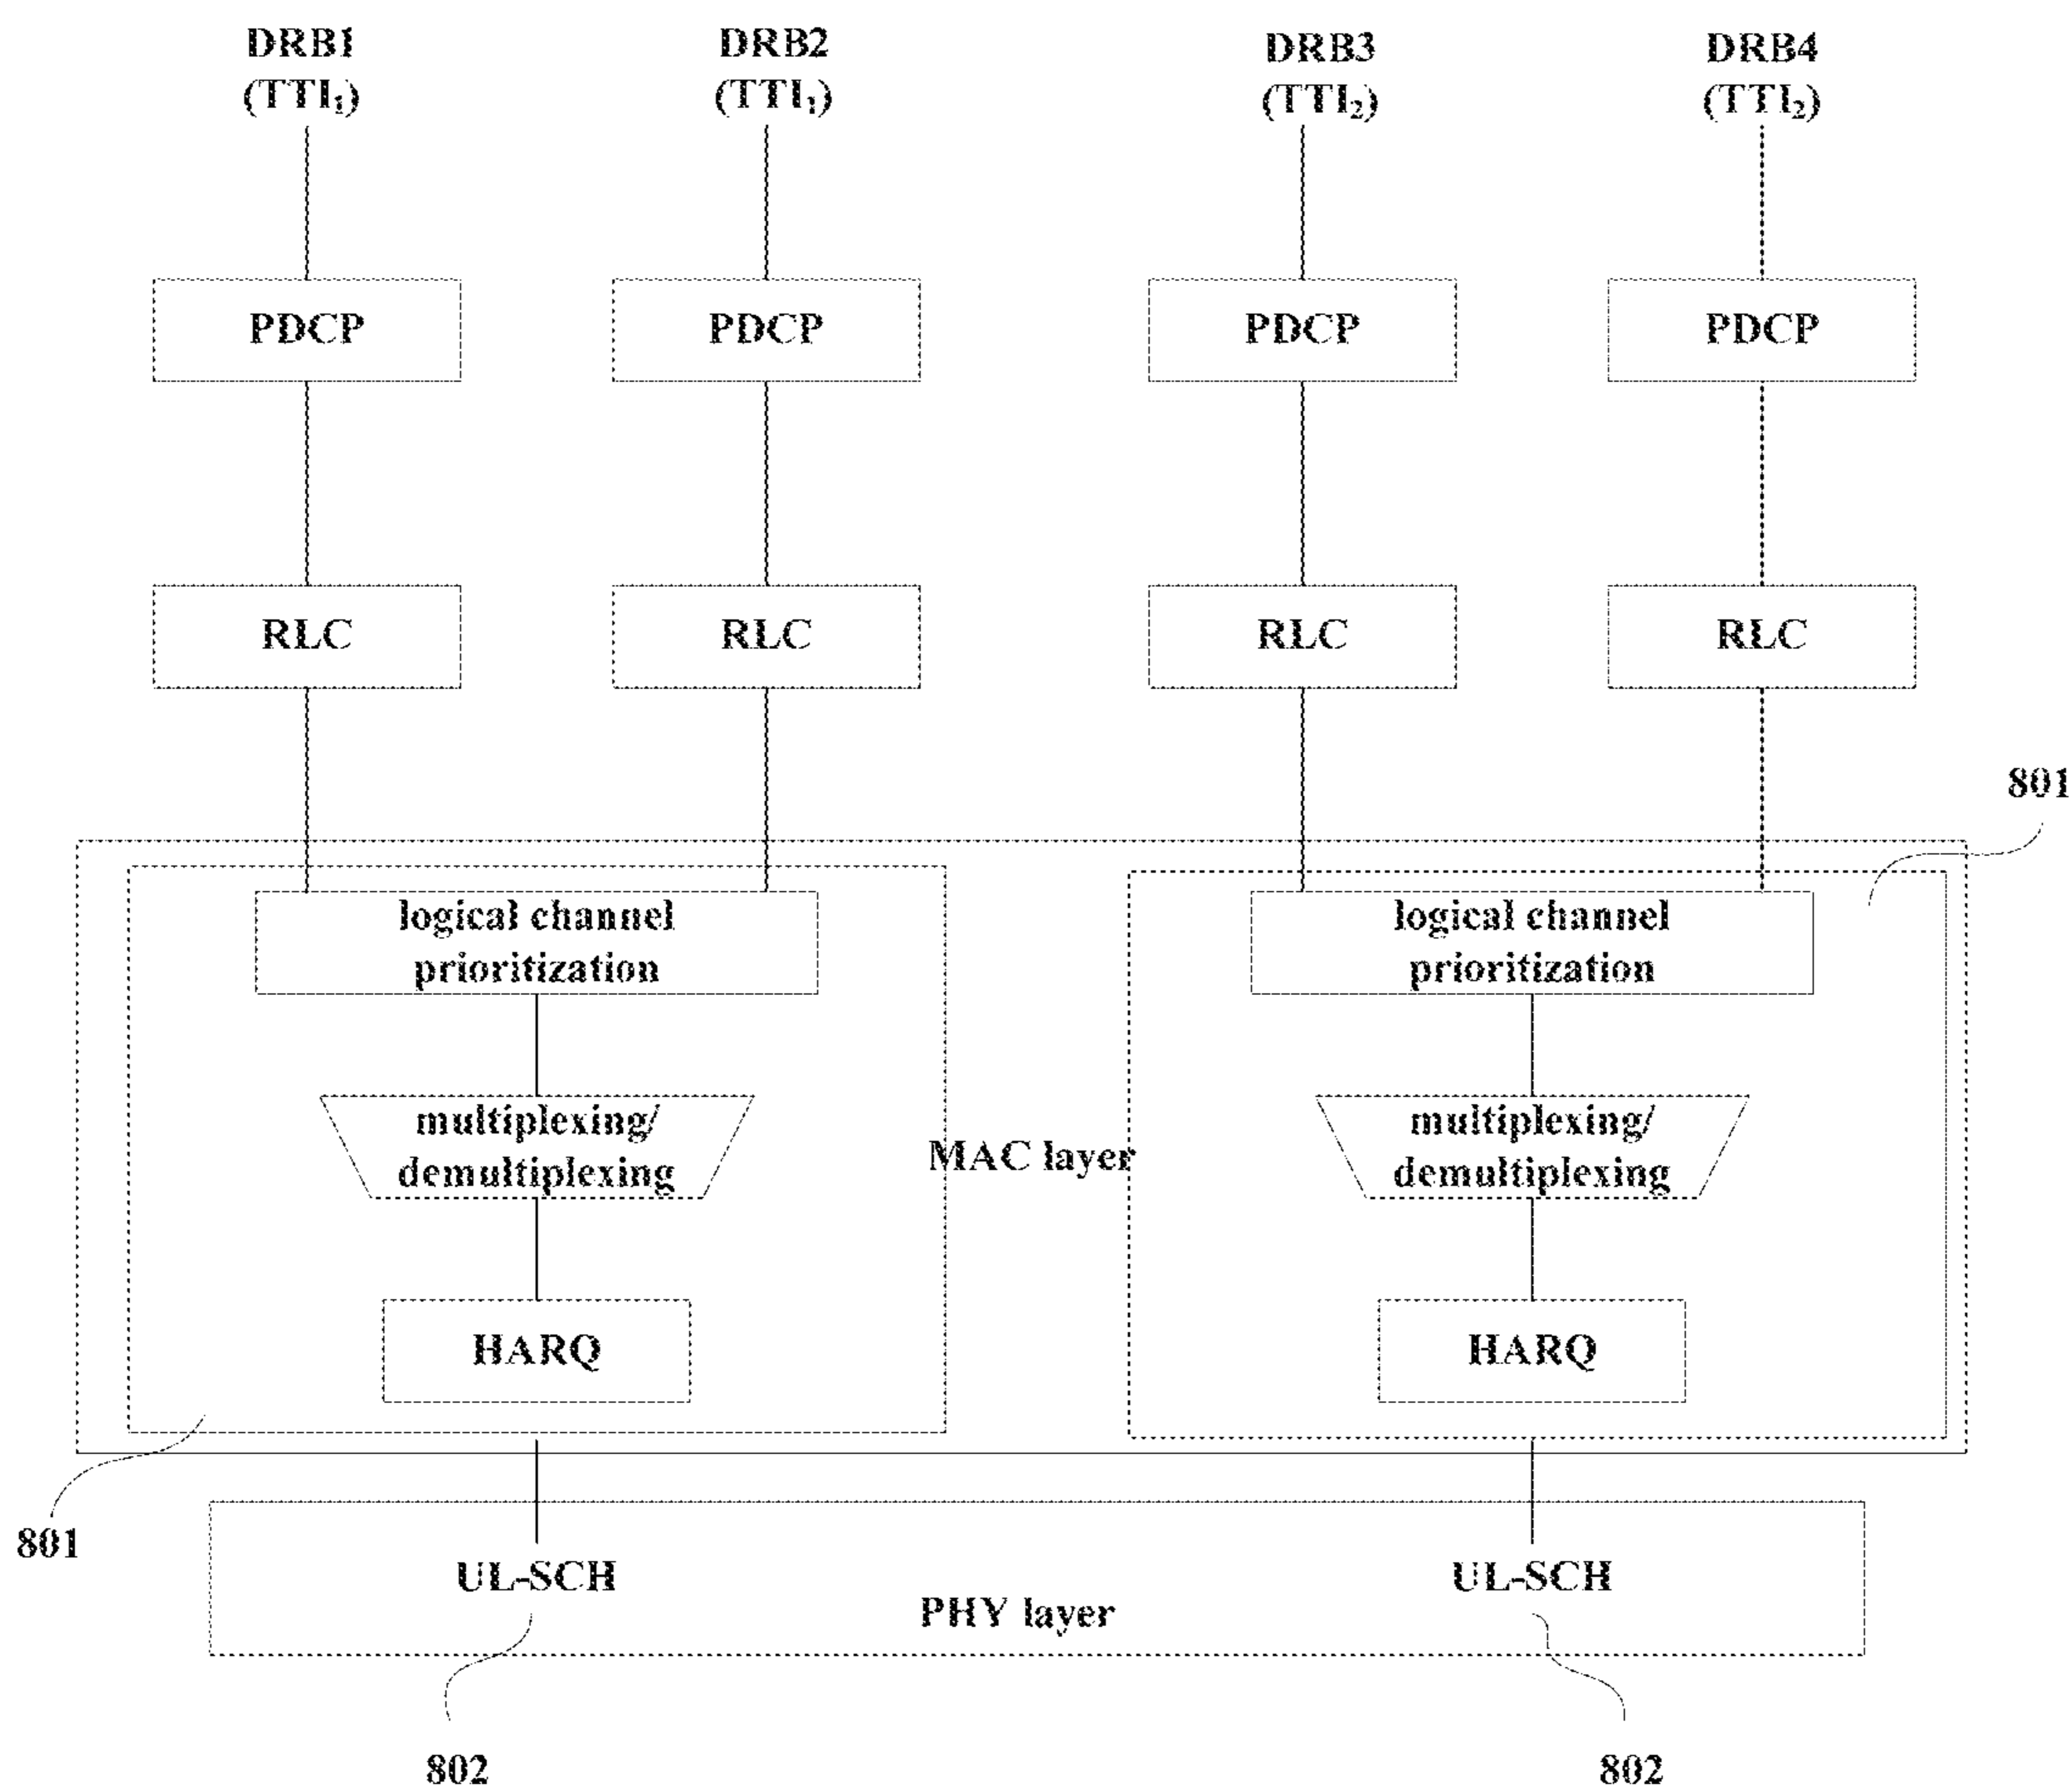 DRB1
(TTI₁)
DRB2
(TTI₁)
DRB3
(TTI₂)
DRB4
(TTI₂)
PDCP
PDCP
PDCP
PDCP
RLC
RLC
RLC
RLC
801
logical channel
prioritization
logical channel
prioritization
multiplexing/
demultiplexing
MAC layer
multiplexing/
demultiplexing
HARQ
HARQ
801
UL-SCH
PHY layer
UL-SCH
802
802